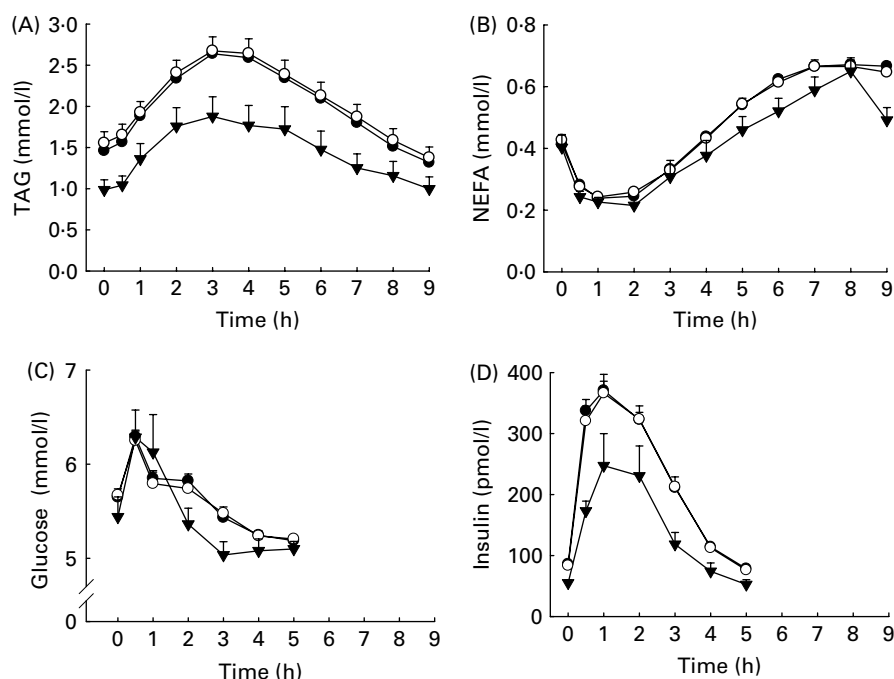 (A)
3·0
2·5
2·0
1·5
1·0
0·5
0·0
TAG (mmol/l)
0 1 2 3 4 5 6 7 8 9
Time (h)
(B)
0·8
0·6
0·4
0·2
0·0
NEFA (mmol/l)
0 1 2 3 4 5 6 7 8 9
Time (h)
(C)
7
6
5
0
Glucose (mmol/l)
0 1 2 3 4 5 6 7 8 9
Time (h)
(D)
400
300
200
100
0
Insulin (pmol/l)
0 1 2 3 4 5 6 7 8 9
Time (h)